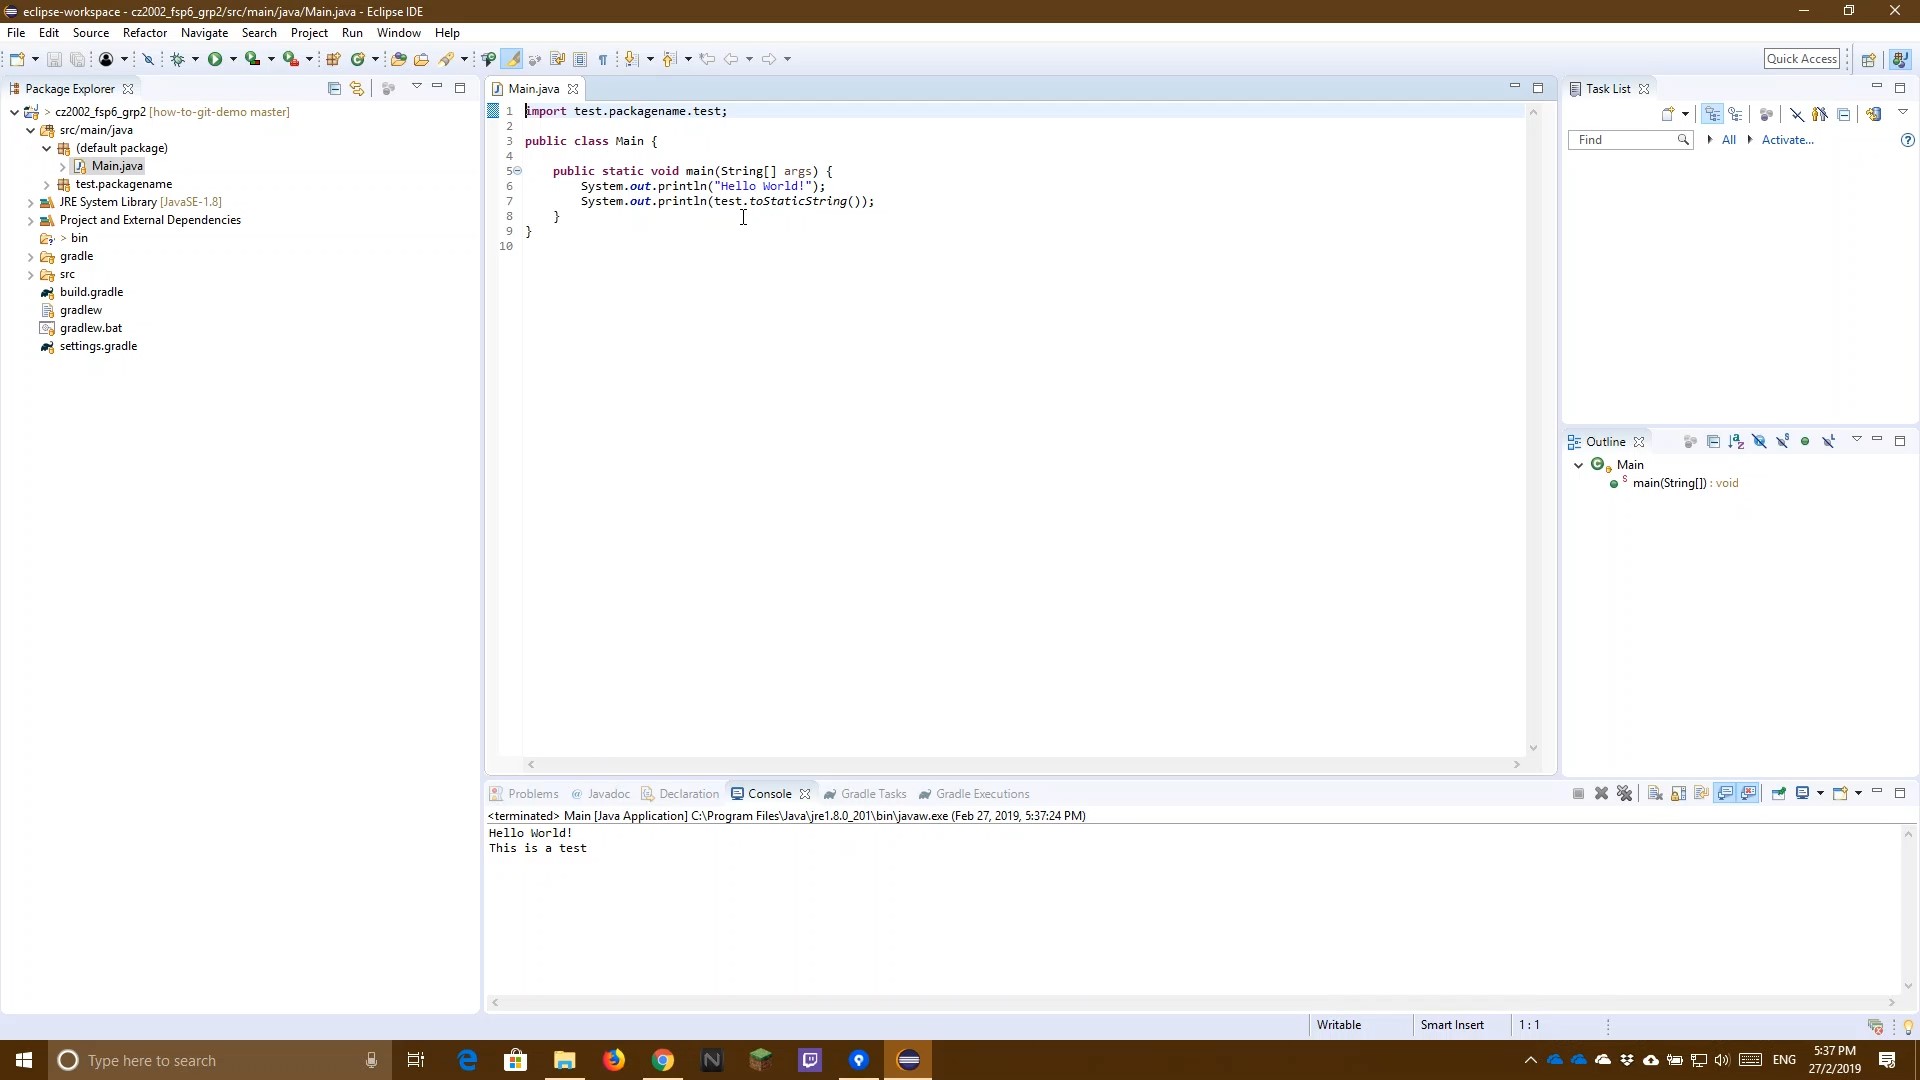 eclipse-workspace - cz2002_fsp6_grp2/src/main/java/Main.java - Eclipse IDE
File Edit Source Refactor Navigate Search Project Run Window Help
Quick Access
Package Explorer
> cz2002_fsp6_grp2 [how-to-git-demo master]
src/main/java
(default package)
Main.java
test.packagename
JRE System Library [JavaSE-1.8]
Project and External Dependencies
> bin
gradle
src
build.gradle
gradlew
gradlew.bat
settings.gradle
Main.java
1 import test.packagename.test;
2
3 public class Main {
4
5 public static void main(String[] args) {
6 System.out.println("Hello World!");
7 System.out.println(test.toStaticString());
8 }
9 }
10
Task List
Find All Activate...
Outline
Main
main(String[]) : void
Problems @ Javadoc Declaration Console Gradle Tasks Gradle Executions
<terminated> Main [Java Application] C:\Program Files\Java\jre1.8.0_201\bin\javaw.exe (Feb 27, 2019, 5:37:24 PM)
Hello World!
This is a test
Writable Smart Insert 1 : 1
Type here to search
ENG
5:37 PM
27/2/2019